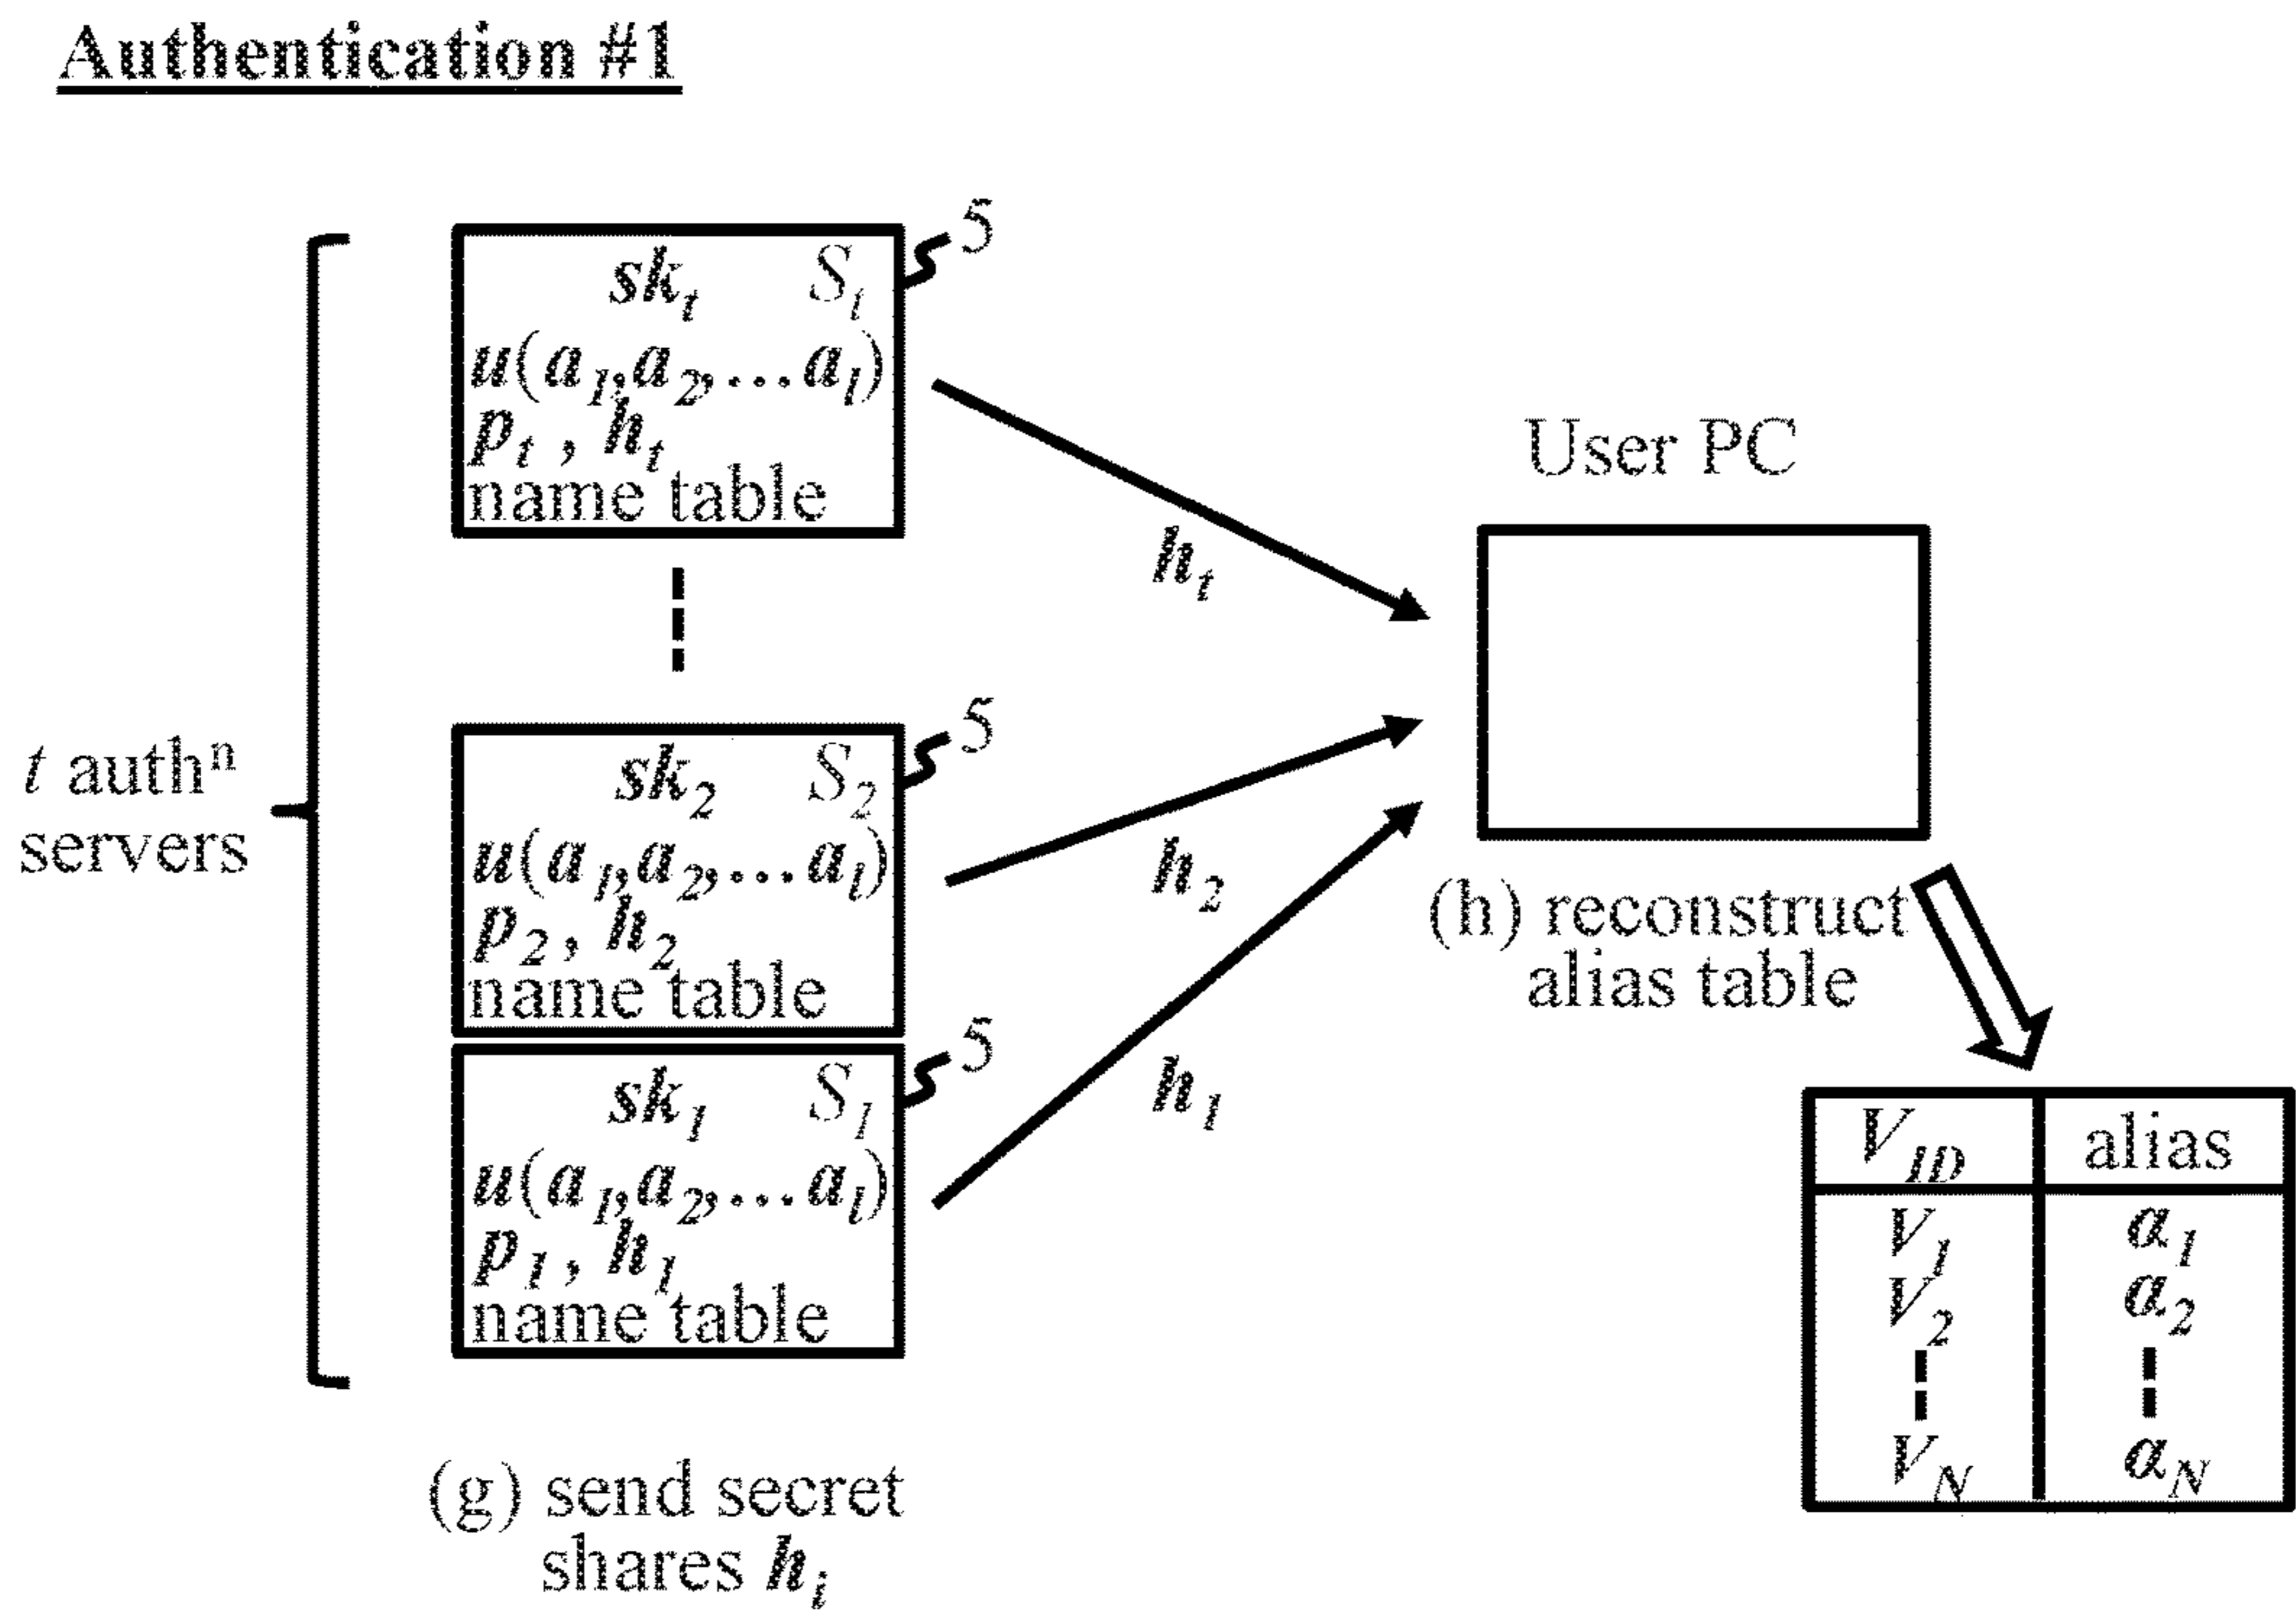 Authentication #1
5
sk_t S_t
u(a_1,a_2,...a_l)
p_t , h_t
name table
h_t
User PC
t authⁿ
servers
5
sk_2 S_2
u(a_1,a_2,...a_l)
p_2 , h_2
name table
h_2
(h) reconstruct
alias table
5
sk_1 S_1
u(a_1,a_2,...a_l)
p_1 , h_1
name table
h_1
V_ID alias
V_1 α_1
V_2 α_2
V_N α_N
(g) send secret
shares h_i